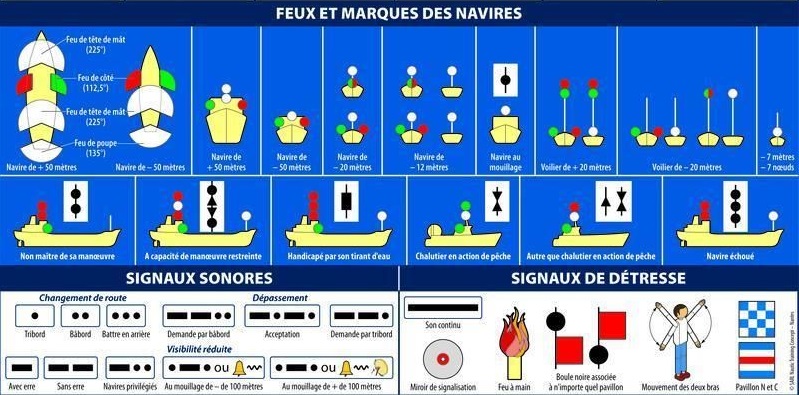 FEUX ET MARQUES DES NAVIRES
Feu de tête de mât
(225°)
Feu de côté
(112,5°)
Feu de tête de mât
(225°)
Feu de poupe
(135°)
Navire de + 50 mètres
Navire de – 50 mètres
Navire de
+ 50 mètres
Navire de
– 50 mètres
Navire de
– 20 mètres
Navire de
– 12 mètres
Navire au
mouillage
Voilier de + 20 mètres
Voilier de – 20 mètres
– 7 mètres
– 7 nœuds
Non maître de sa manœuvre
A capacité de manœuvre restreinte
Handicapé par son tirant d'eau
Chalutier en action de pêche
Autre que chalutier en action de pêche
Navire échoué
SIGNAUX SONORES
Changement de route
Dépassement
Tribord
Bâbord
Battre en arrière
Demande par bâbord
Acceptation
Demande par tribord
Visibilité réduite
ou
ou
Avec erre
Sans erre
Navires privilégiés
Au mouillage de – de 100 mètres
Au mouillage de + de 100 mètres
SIGNAUX DE DÉTRESSE
Son continu
Miroir de signalisation
Feu à main
Boule noire associée
à n'importe quel pavillon
Mouvement des deux bras
Pavillon N et C
© SARL Nautic Training Concept – Nantes